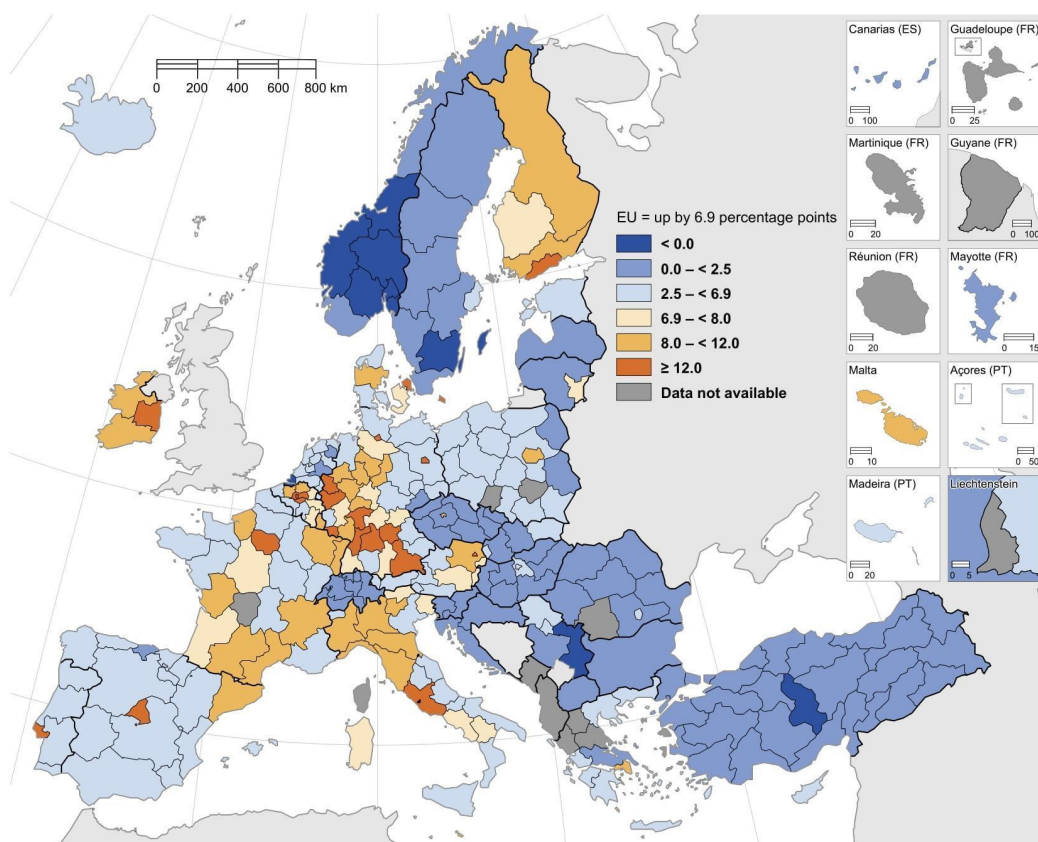 0 200 400 600 800 km
EU = up by 6.9 percentage points
< 0.0
0.0 – < 2.5
2.5 – < 6.9
6.9 – < 8.0
8.0 – < 12.0
≥ 12.0
Data not available
Canarias (ES)
0 100
Guadeloupe (FR)
0 25
Martinique (FR)
0 20
Guyane (FR)
0 100
Réunion (FR)
0 20
Mayotte (FR)
0 15
Malta
0 10
Açores (PT)
0 50
Madeira (PT)
0 20
Liechtenstein
0 5